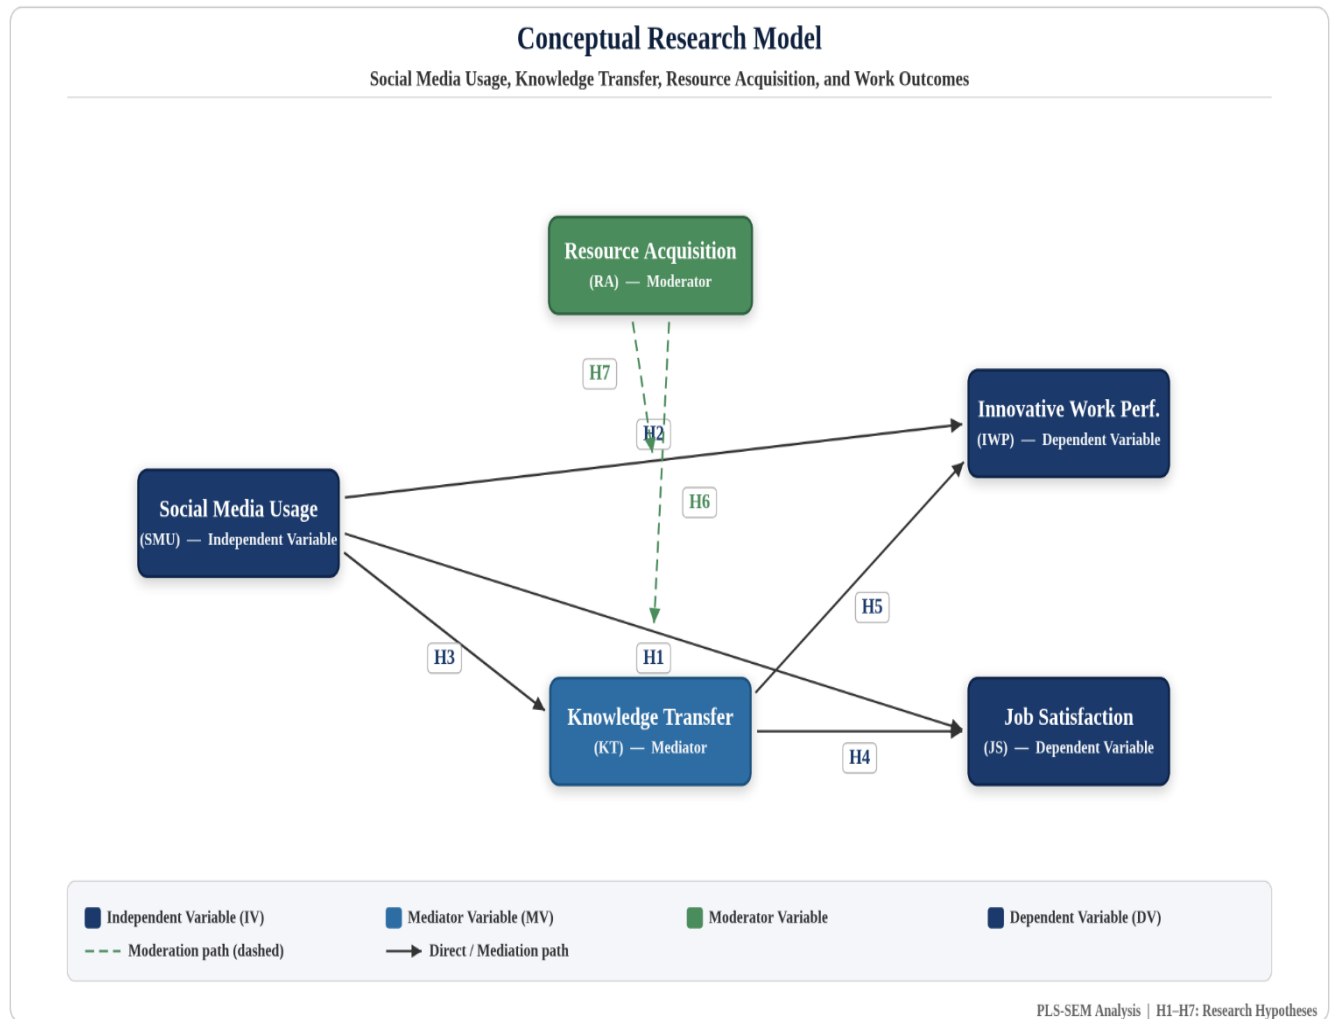 Conceptual Research Model
Social Media Usage, Knowledge Transfer, Resource Acquisition, and Work Outcomes
Resource Acquisition
(RA) — Moderator
H7
H2
Innovative Work Perf.
(IWP) — Dependent Variable
Social Media Usage
(SMU) — Independent Variable
H6
H5
H3
H1
Knowledge Transfer
(KT) — Mediator
H4
Job Satisfaction
(JS) — Dependent Variable
Independent Variable (IV)
Mediator Variable (MV)
Moderator Variable
Dependent Variable (DV)
Moderation path (dashed)
Direct / Mediation path
PLS-SEM Analysis | H1–H7: Research Hypotheses